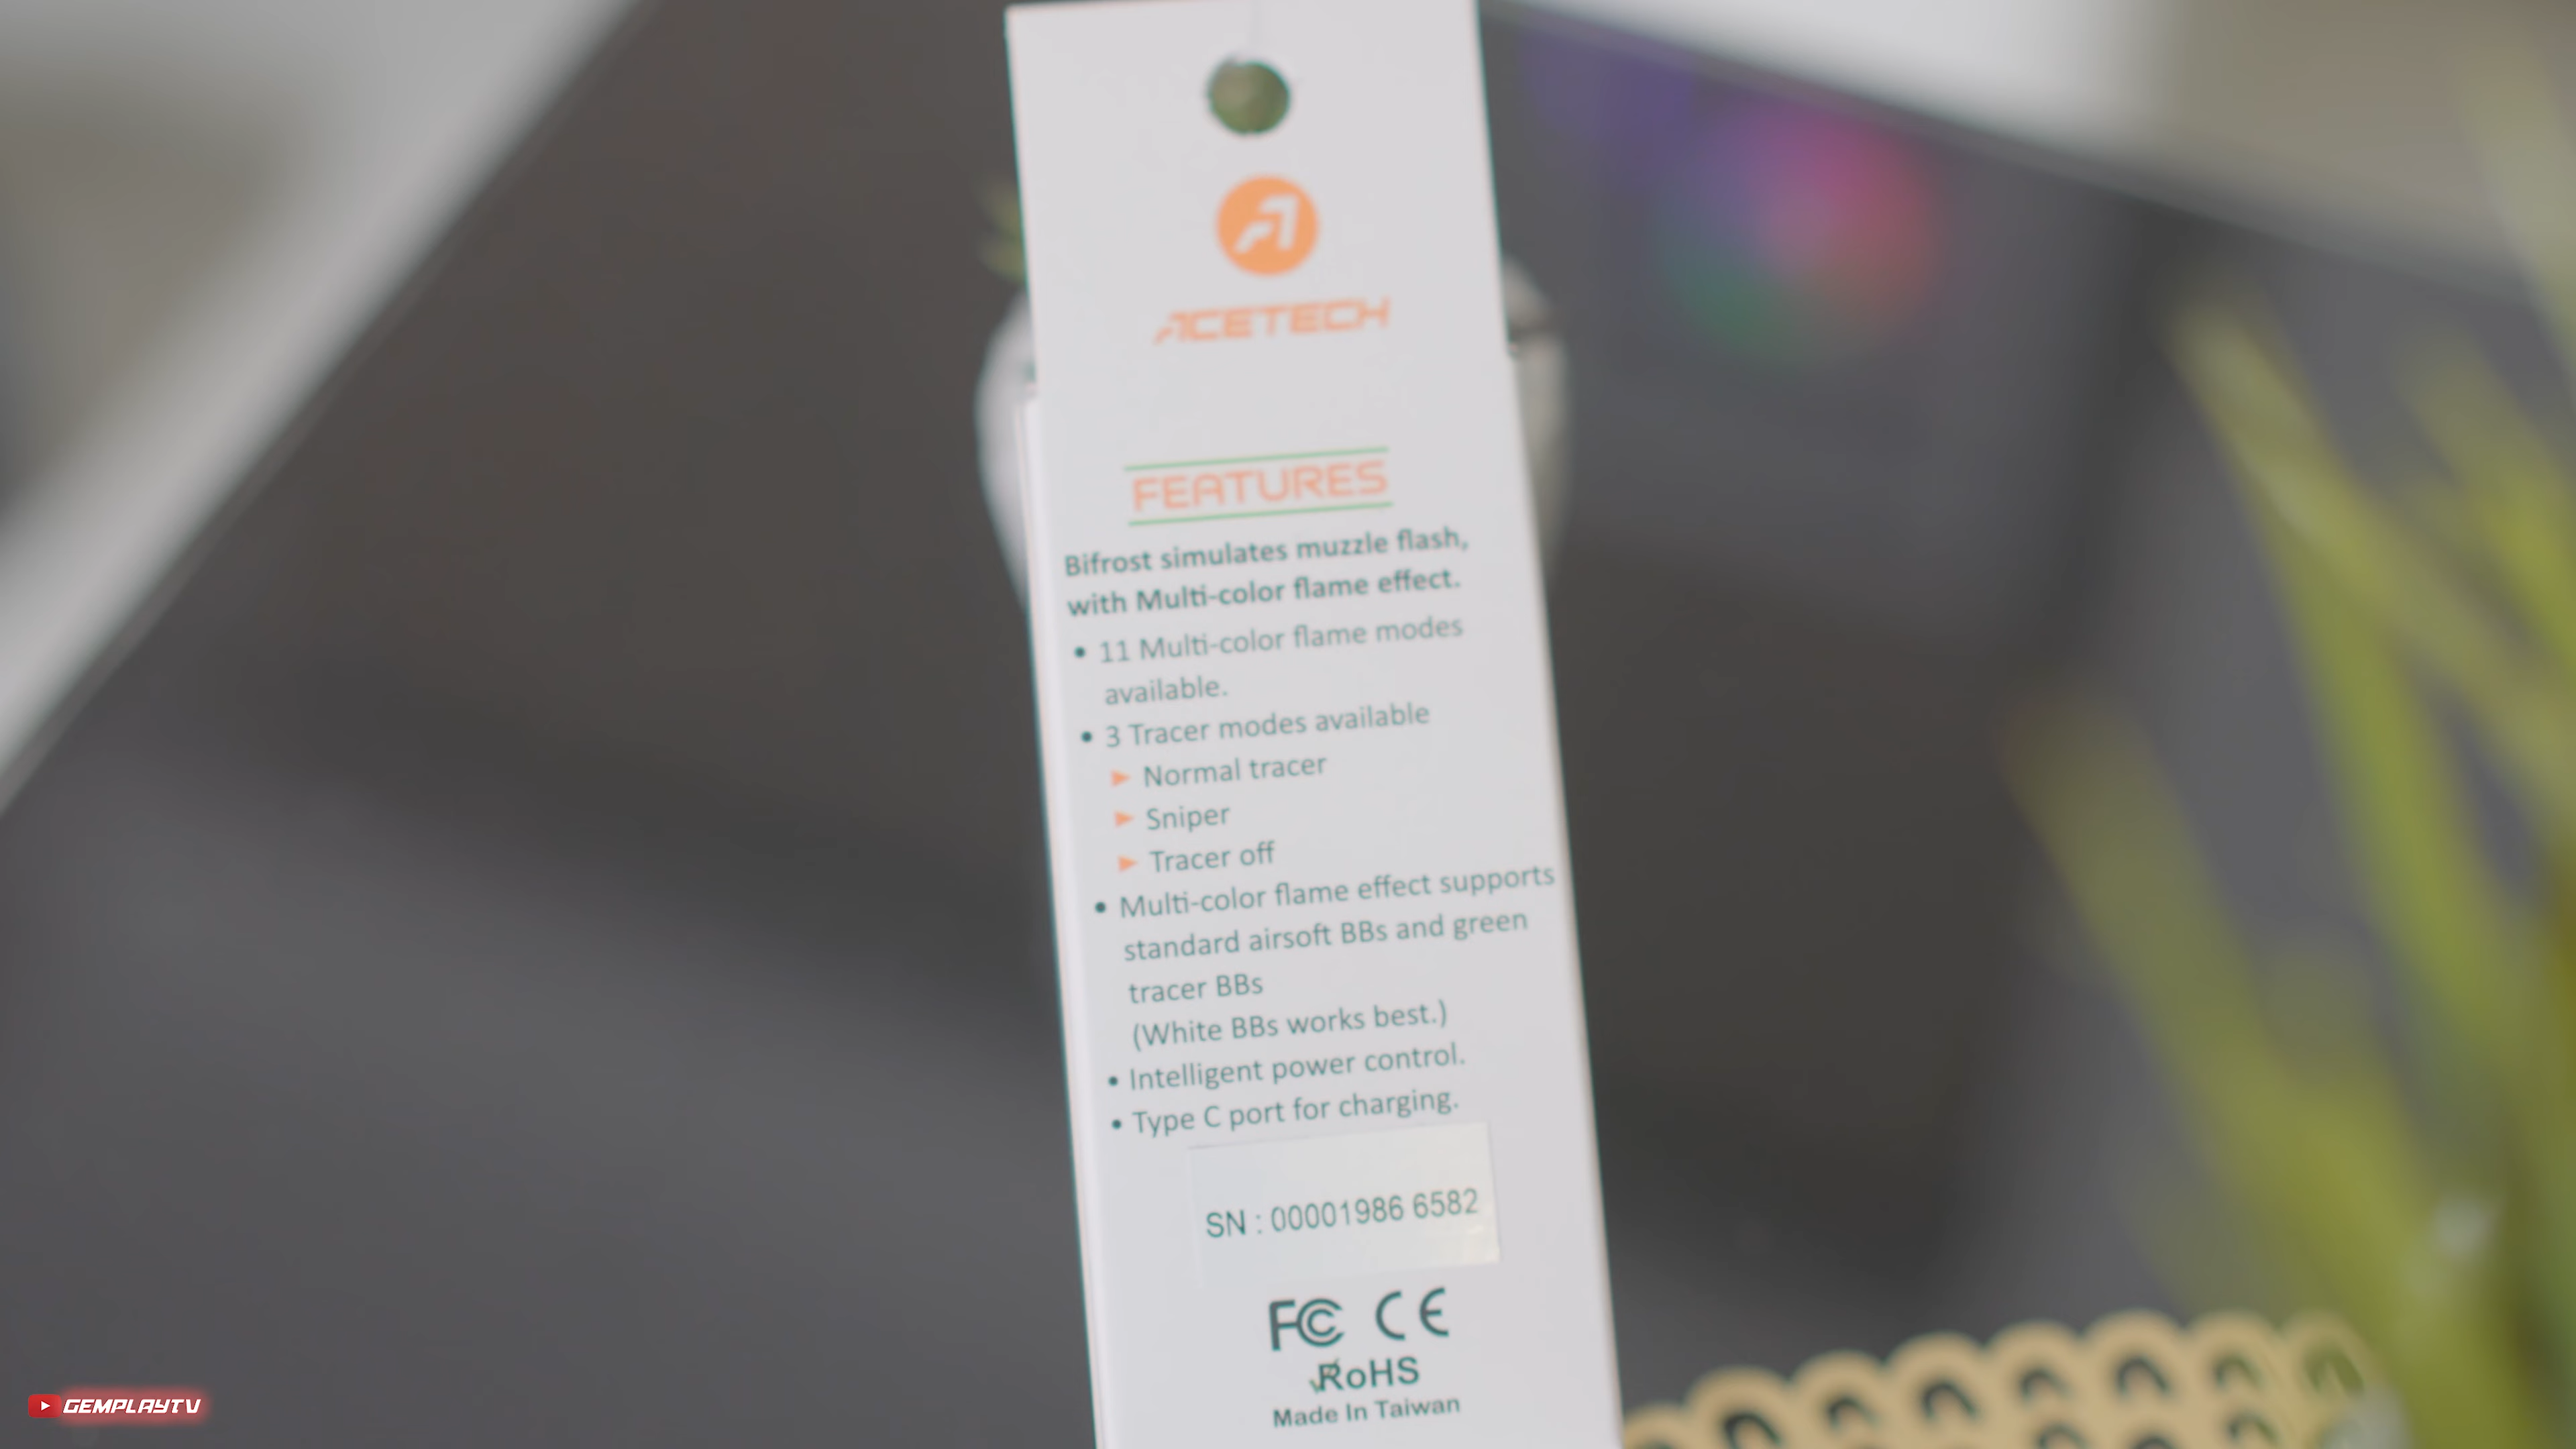 ACETECH
FEATURES
Bifrost simulates muzzle flash,
with Multi-color flame effect.
• 11 Multi-color flame modes
available.
• 3 Tracer modes available
► Normal tracer
► Sniper
► Tracer off
• Multi-color flame effect supports
standard airsoft BBs and green
tracer BBs
(White BBs works best.)
• Intelligent power control.
• Type C port for charging.
SN : 00001986 6582
FC CE
RoHS
Made In Taiwan
GEMPLAYTV